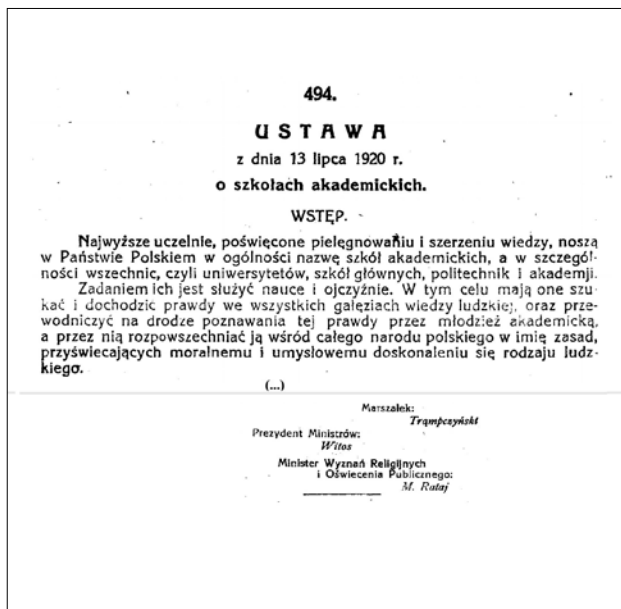 494.
USTAWA
z dnia 13 lipca 1920 r.
o szkołach akademickich.
WSTĘP.
Najwyższe uczelnie, poświęcone pielęgnowaniu i szerzeniu wiedzy, noszą
w Państwie Polskiem w ogólności nazwę szkół akademickich, a w szczegól-
ności wszechnic, czyli uniwersytetów, szkół głównych, politechnik i akademji.
Zadaniem ich jest służyć nauce i ojczyźnie. W tym celu mają one szu-
kać i dochodzic prawdy we wszystkich gałęziach wiedzy ludzkiej, oraz prze-
wodniczyć na drodze poznawania tej prawdy przez młodzież akademicką,
a przez nią rozpowszechniać ją wśród całego narodu polskiego w imię zasad,
przyświecających moralnemu i umysłowemu doskonaleniu się rodzaju ludz-
kiego.
(...)
Marszałek:
Trąmpczyński
Prezydent Ministrów:
Witos
Minister Wyznań Religijnych
i Oświecenia Publicznego:
M. Rataj